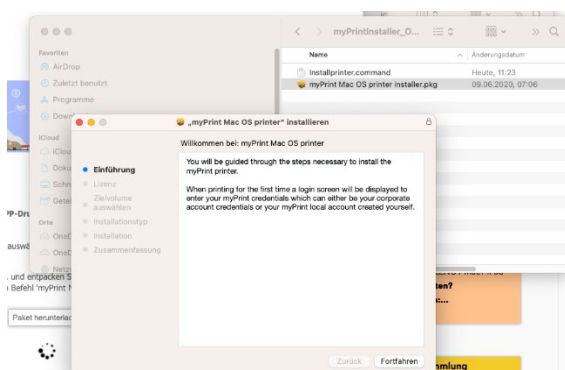 myPrintInstaller_O...
Favoriten
AirDrop
Zuletzt benutzt
Programme
Name
Änderungsdatum
Installprinter.command
Heute, 11:23
myPrint Mac OS printer installer.pkg
09.06.2020, 07:06
„myPrint Mac OS printer“ installieren
Willkommen bei: myPrint Mac OS printer
iCloud
Orte
Einführung
Lizenz
Zielvolume
auswählen
Installationstyp
Installation
Zusammenfassung
You will be guided through the steps necessary to install the
myPrint printer.
When printing for the first time a login screen will be displayed to
enter your myPrint credentials which can either be your corporate
account credentials or your myPrint local account created yourself.
. und entpacken S
Befehl 'myPrint
Paket herunterlad
Zurück
Fortfahren